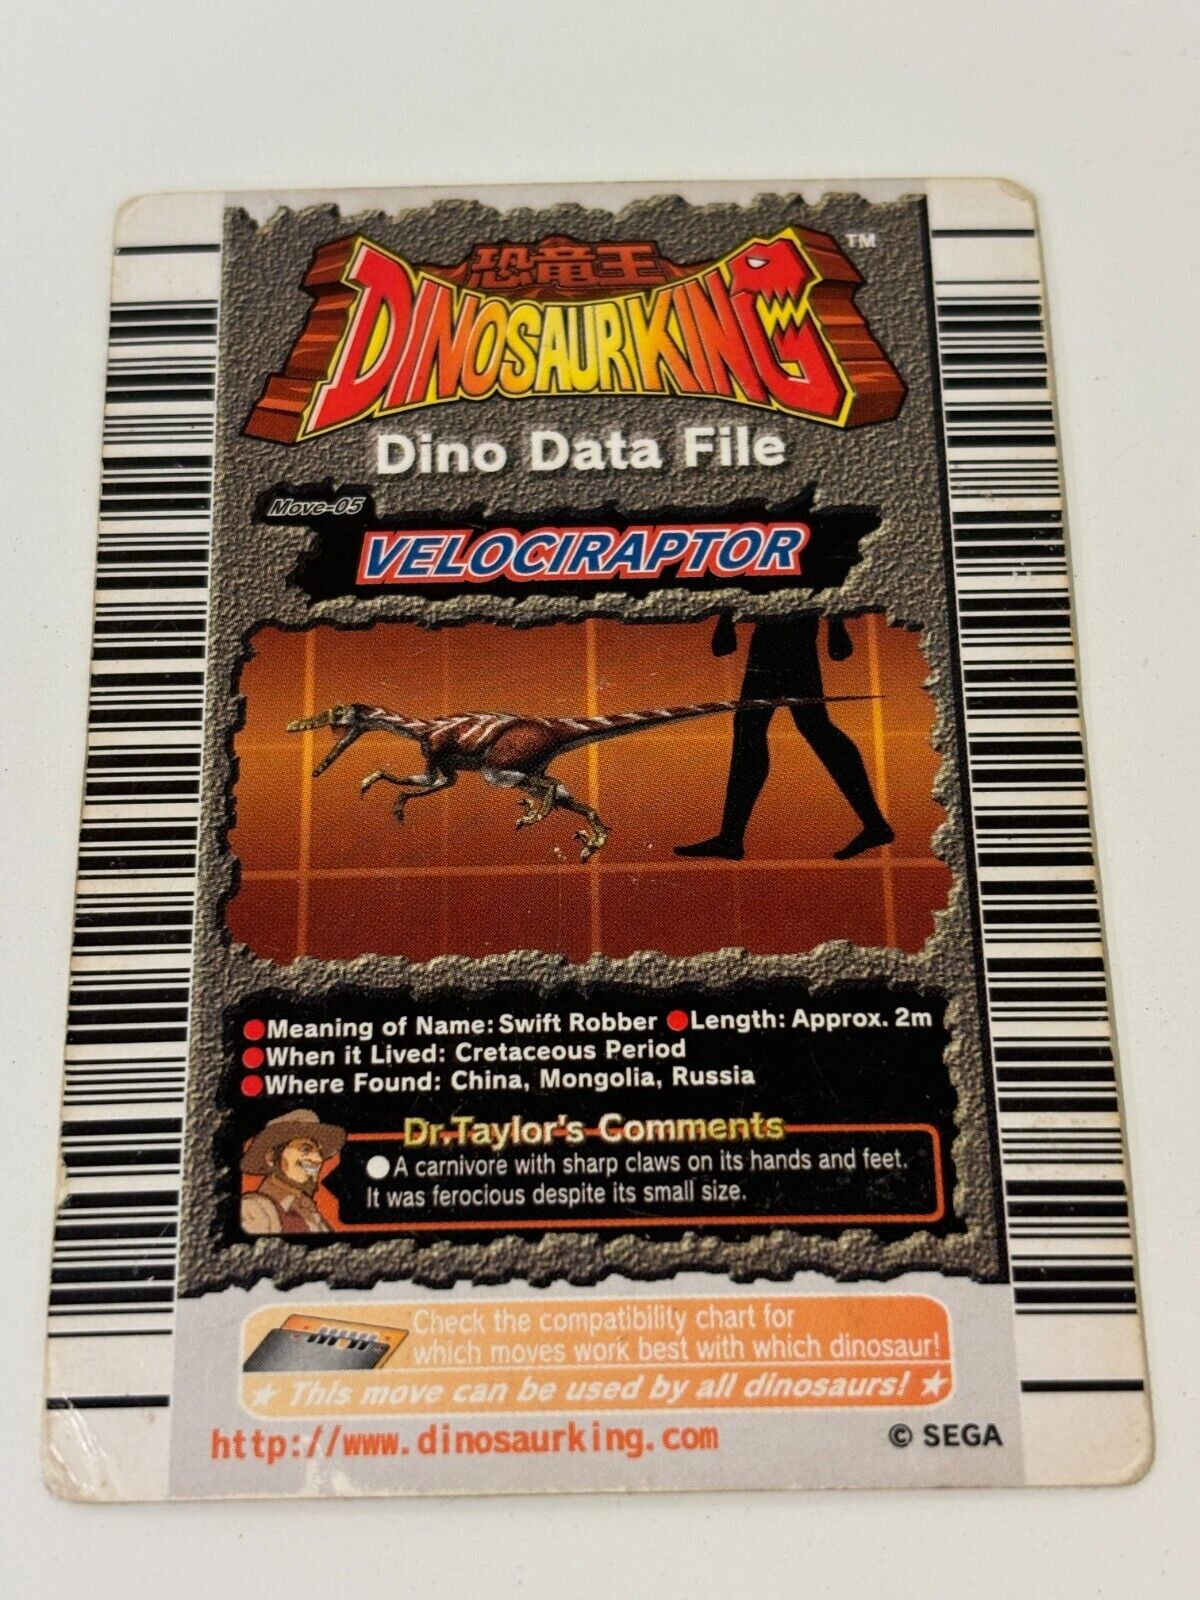 恐竜王
DINOSAUR KING TM
Dino Data File
Move-05
VELOCIRAPTOR
●Meaning of Name: Swift Robber ●Length: Approx. 2m
●When it Lived: Cretaceous Period
●Where Found: China, Mongolia, Russia
Dr.Taylor's Comments
●A carnivore with sharp claws on its hands and feet.
It was ferocious despite its small size.
Check the compatibility chart for
which moves work best with which dinosaur!
★ This move can be used by all dinosaurs! ★
http://www.dinosaurking.com
© SEGA